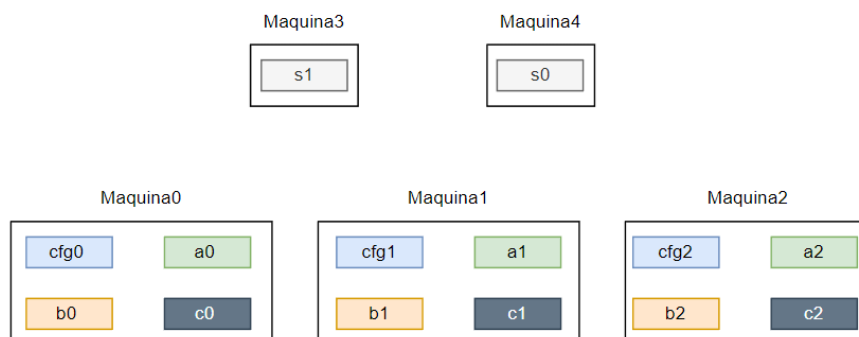 Maquina3 Maquina4
s1 s0
Maquina0 Maquina1 Maquina2
cfg0 a0 cfg1 a1 cfg2 a2
b0 c0 b1 c1 b2 c2